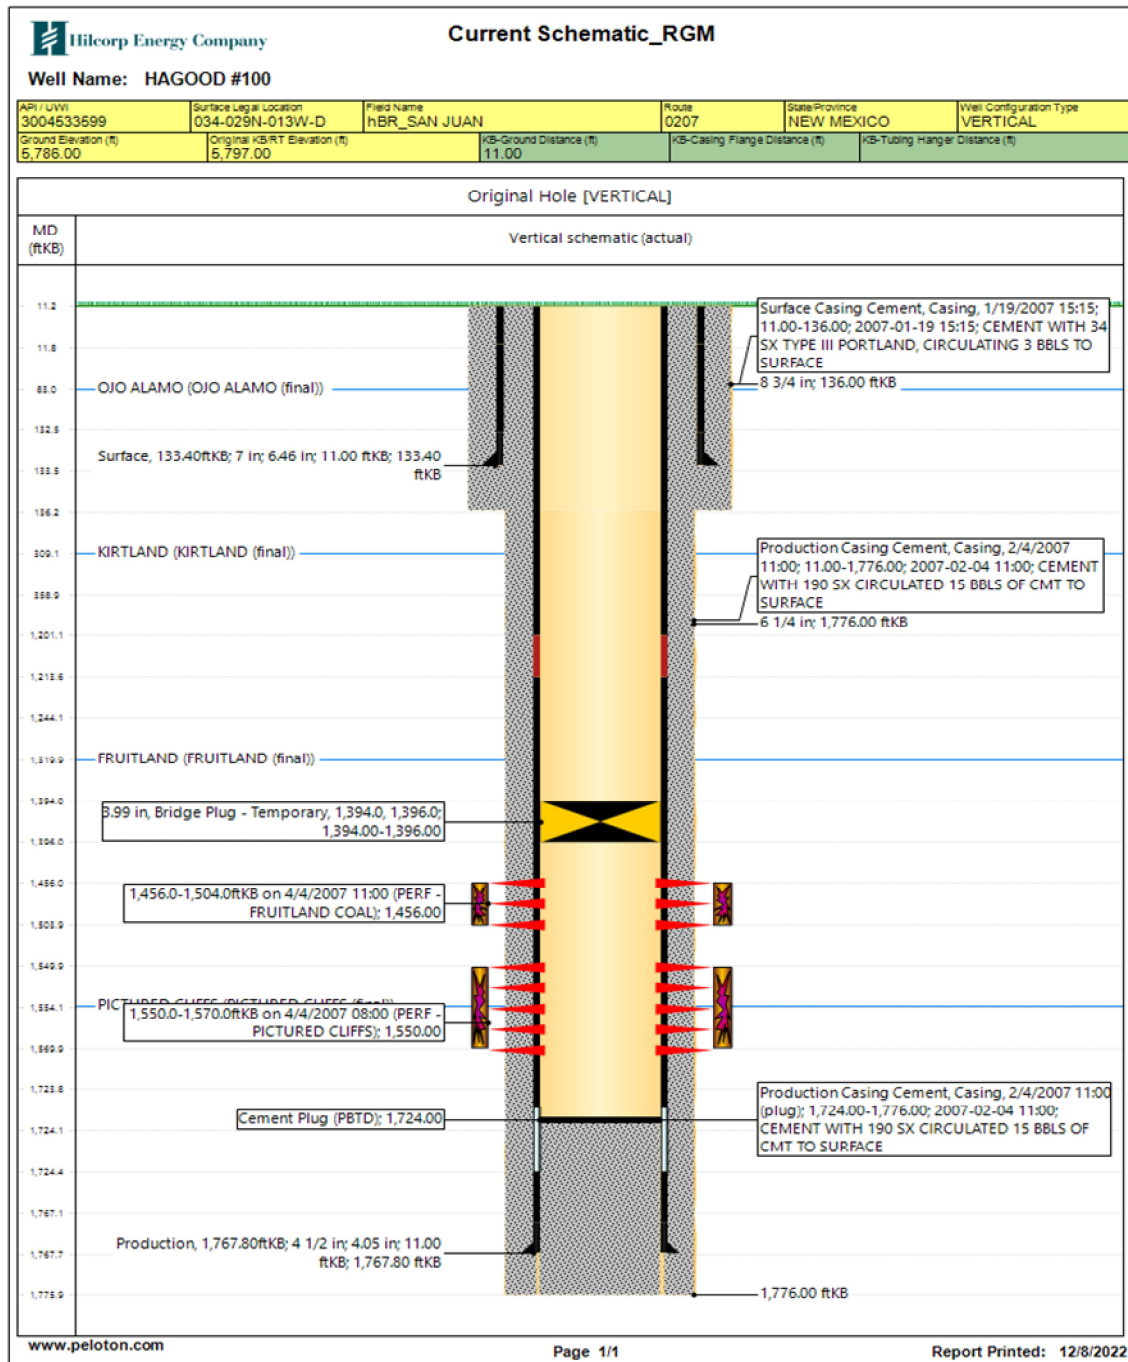 Hilcorp Energy Company
Current Schematic_RGM
Well Name: HAGOOD #100
API / UWI
3004533599
Surface Legal Location
034-029N-013W-D
Field Name
hBR_SAN JUAN
Route
0207
State/Province
NEW MEXICO
Well Configuration Type
VERTICAL
Ground Elevation (ft)
5,786.00
Original KB/RT Elevation (ft)
5,797.00
KB-Ground Distance (ft)
11.00
KB-Casing Flange Distance (ft)
KB-Tubing Hanger Distance (ft)
Original Hole [VERTICAL]
MD
(ftKB)
Vertical schematic (actual)
11.2
Surface Casing Cement, Casing, 1/19/2007 15:15;
11.00-136.00; 2007-01-19 15:15; CEMENT WITH 34
SX TYPE III PORTLAND, CIRCULATING 3 BBLS TO
SURFACE
11.8
8 3/4 in; 136.00 ftKB
OJO ALAMO (OJO ALAMO (final))
Surface, 133.40ftKB; 7 in; 6.46 in; 11.00 ftKB; 133.40
ftKB
136.2
KIRTLAND (KIRTLAND (final))
Production Casing Cement, Casing, 2/4/2007
11:00; 11.00-1,776.00; 2007-02-04 11:00; CEMENT
WITH 190 SX CIRCULATED 15 BBLS OF CMT TO
SURFACE
6 1/4 in; 1,776.00 ftKB
1,201.1
1,213.6
1,244.1
1,319.9
FRUITLAND (FRUITLAND (final))
1,394.0
3.99 in, Bridge Plug - Temporary, 1,394.0, 1,396.0;
1,394.00-1,396.00
1,396.0
1,456.0
1,456.0-1,504.0ftKB on 4/4/2007 11:00 (PERF -
FRUITLAND COAL); 1,456.00
1,503.9
1,549.9
1,554.1
1,550.0-1,570.0ftKB on 4/4/2007 08:00 (PERF -
PICTURED CLIFFS); 1,550.00
1,569.9
1,723.8
Cement Plug (PBTD); 1,724.00
Production Casing Cement, Casing, 2/4/2007 11:00
(plug); 1,724.00-1,776.00; 2007-02-04 11:00;
CEMENT WITH 190 SX CIRCULATED 15 BBLS OF
CMT TO SURFACE
1,724.1
1,724.4
1,767.1
Production, 1,767.80ftKB; 4 1/2 in; 4.05 in; 11.00
ftKB; 1,767.80 ftKB
1,767.7
1,775.9
1,776.00 ftKB
www.peloton.com
Page 1/1
Report Printed: 12/8/2022